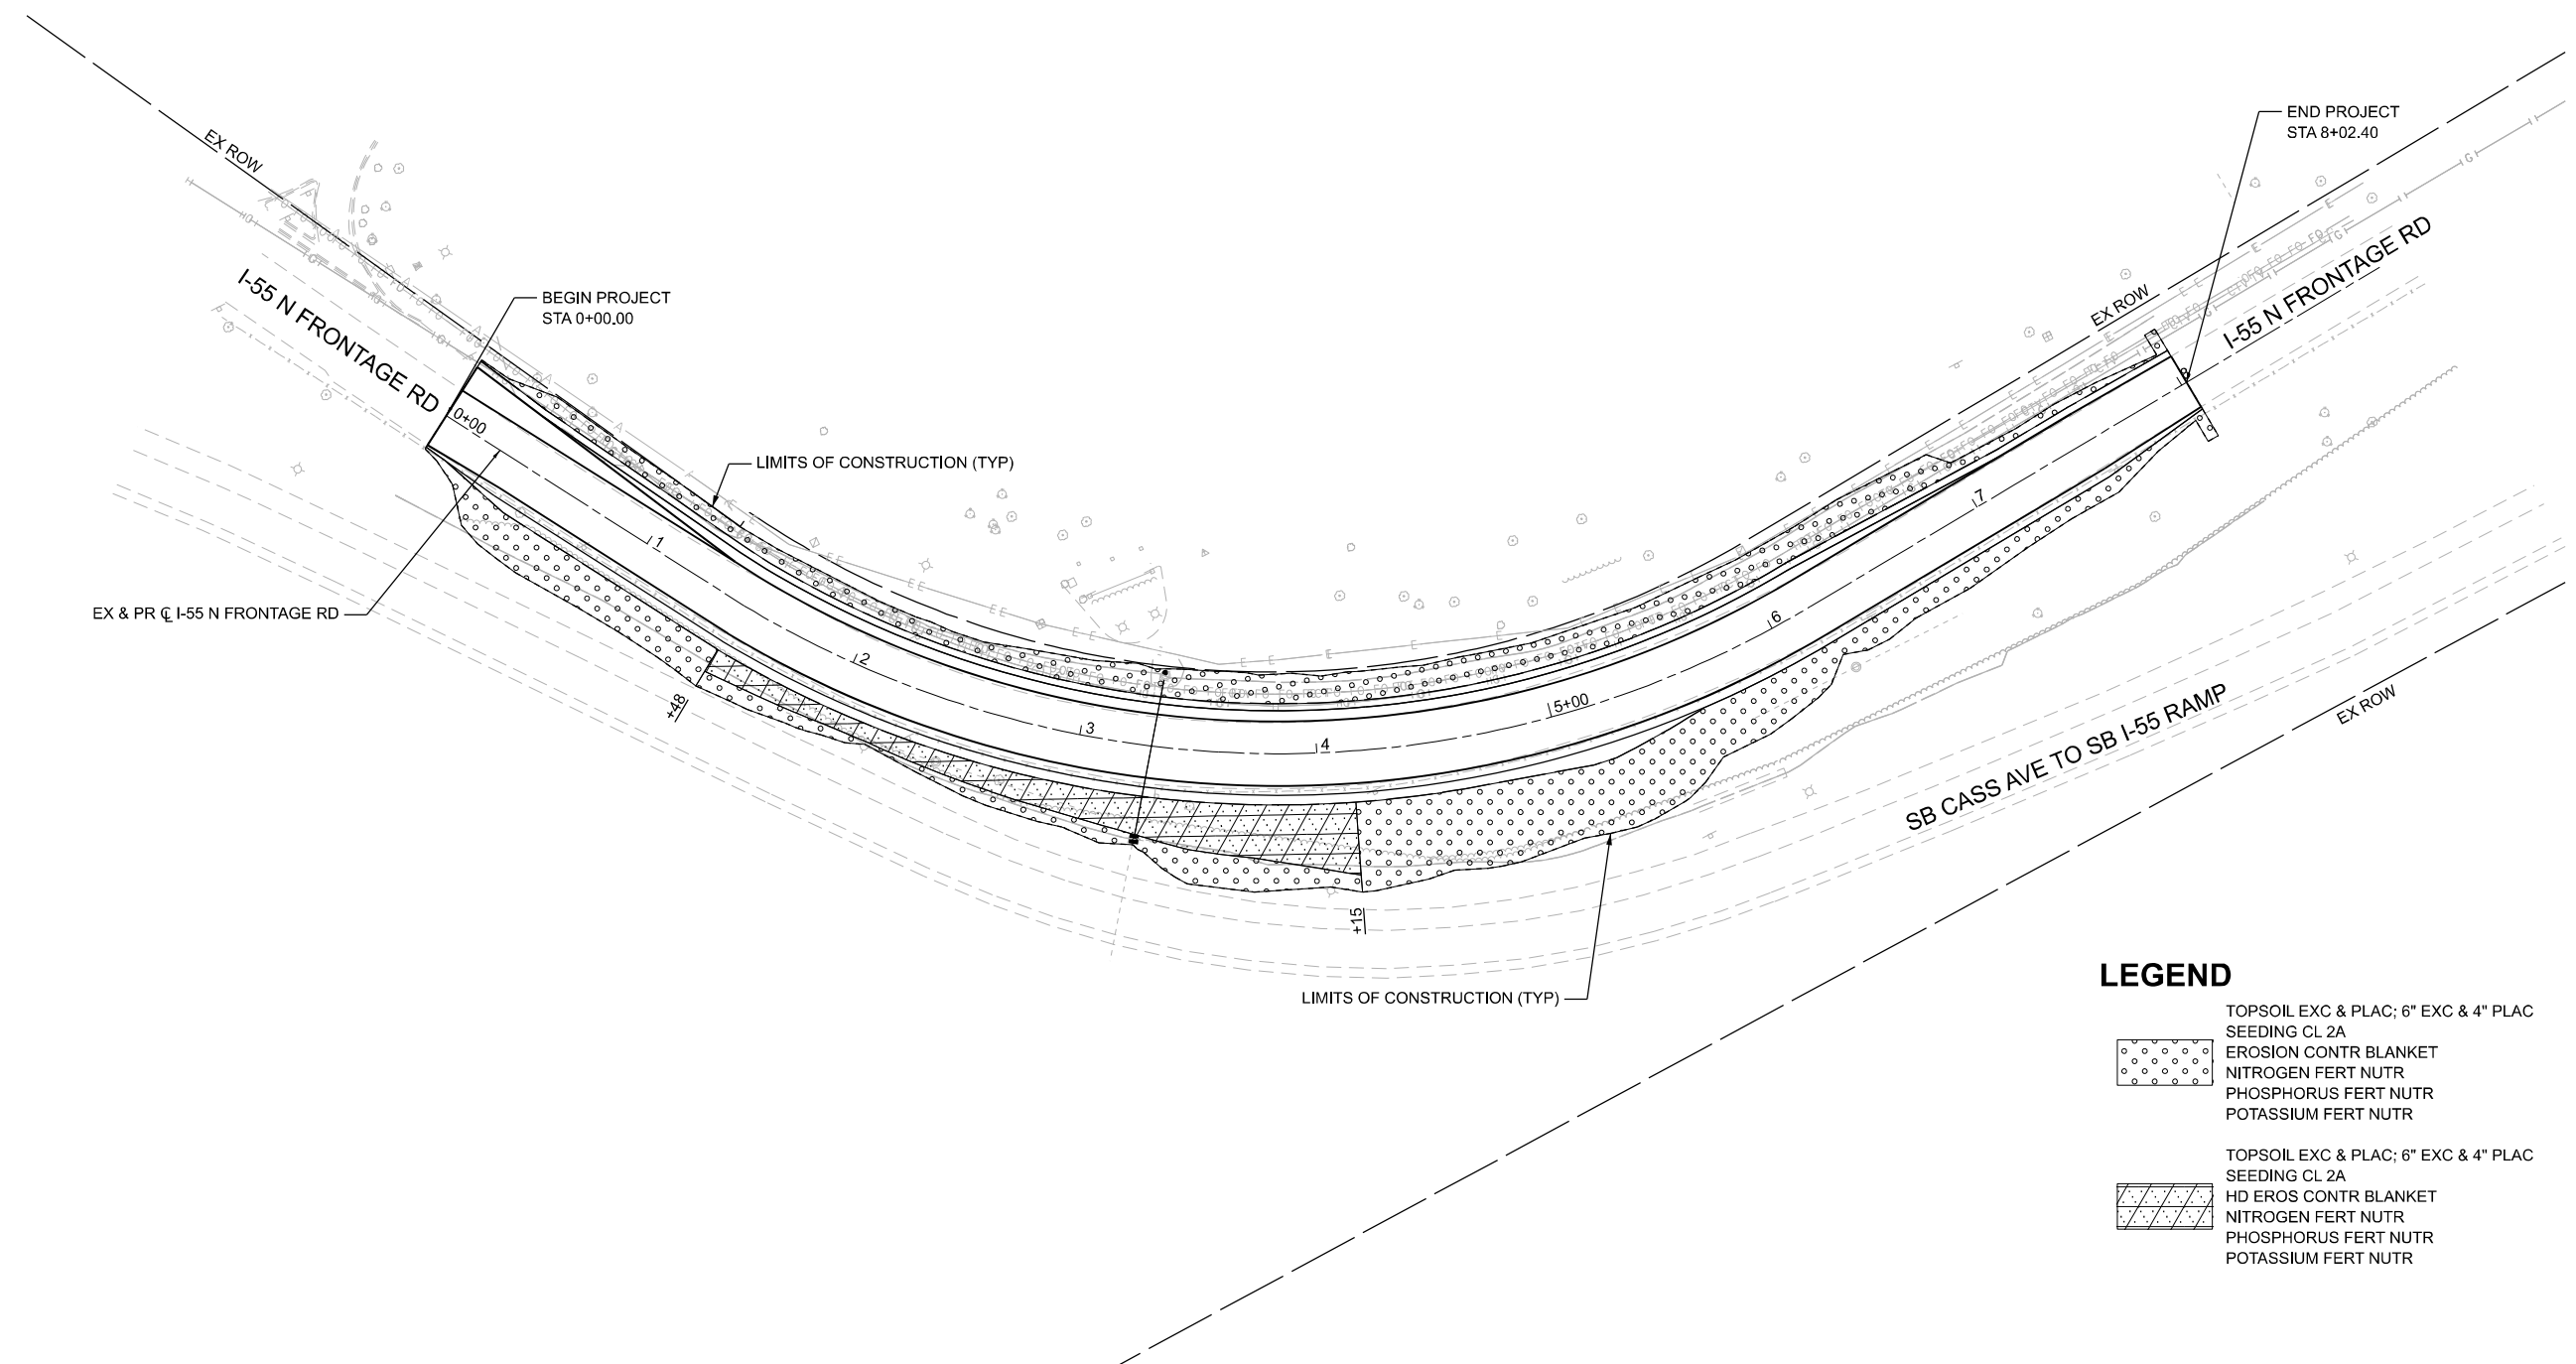 EX ROW
END PROJECT
STA 8+02.40
I-55 N FRONTAGE RD
BEGIN PROJECT
STA 0+00.00
I-55 N FRONTAGE RD
EX ROW
0+00
LIMITS OF CONSTRUCTION (TYP)
EX & PR ℄ I-55 N FRONTAGE RD
1
2
3
4
5+00
6
7
+48
+15
SB CASS AVE TO SB I-55 RAMP
EX ROW
LIMITS OF CONSTRUCTION (TYP)
LEGEND
TOPSOIL EXC & PLAC; 6" EXC & 4" PLAC
SEEDING CL 2A
EROSION CONTR BLANKET
NITROGEN FERT NUTR
PHOSPHORUS FERT NUTR
POTASSIUM FERT NUTR
TOPSOIL EXC & PLAC; 6" EXC & 4" PLAC
SEEDING CL 2A
HD EROS CONTR BLANKET
NITROGEN FERT NUTR
PHOSPHORUS FERT NUTR
POTASSIUM FERT NUTR